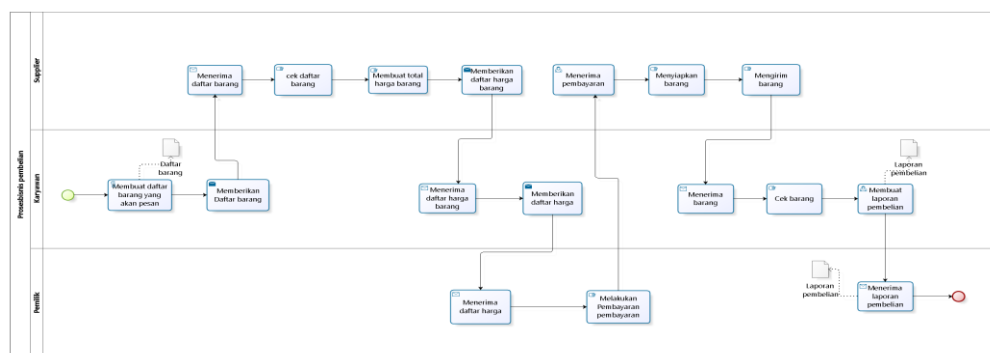 Prosesbisnis pembelian
Supplier
Menerima
daftar barang
cek daftar
barang
Membuat total
harga barang
Memberikan
daftar harga
barang
Menerima
pembayaran
Menyiapkan
barang
Mengirim
barang
Karyawan
Membuat daftar
barang yang
akan pesan
Daftar
barang
Memberikan
Daftar barang
Menerima
daftar harga
barang
Memberikan
daftar harga
Menerima
barang
Cek barang
Membuat
laporan
pembelian
Laporan
pembelian
Pemilik
Menerima
daftar harga
Melakukan
Pembayaran
pembayaran
Laporan
pembelian
Menerima
laporan
pembelian